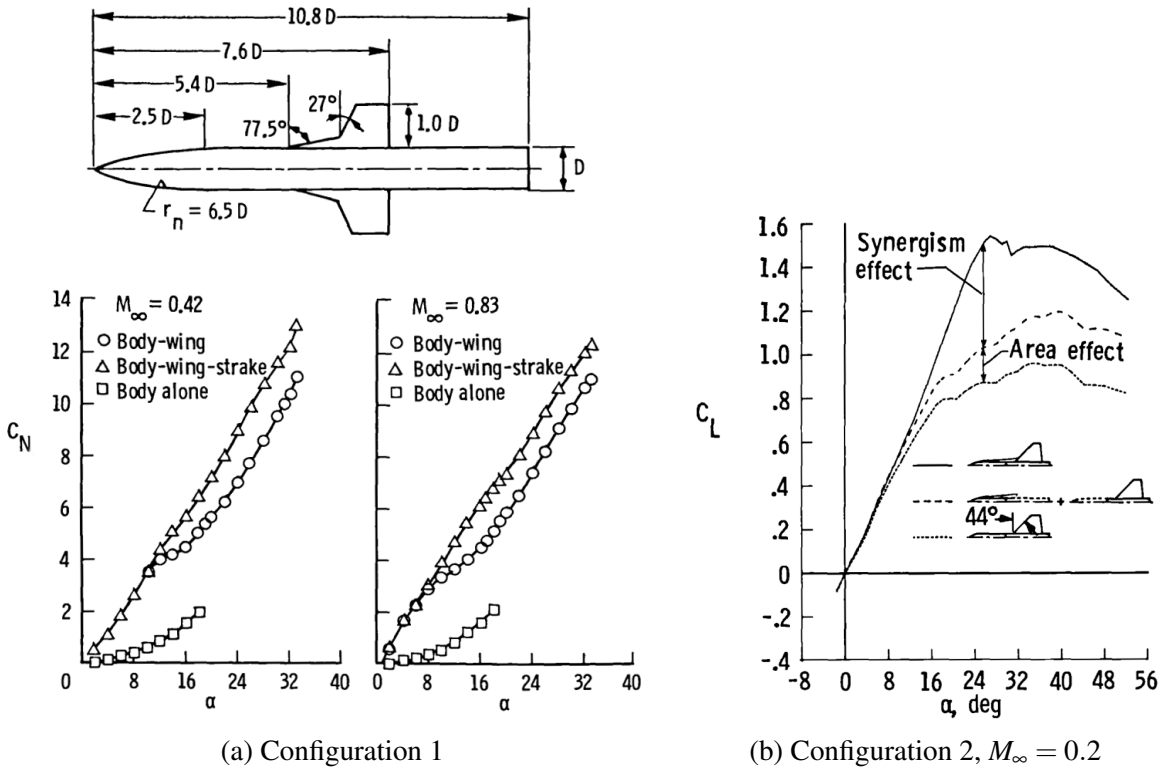 10.8 D
7.6 D
5.4 D
2.5 D
77.5°
27°
1.0 D
D
r_n = 6.5 D
14
12
10
8
6
4
2
0
C_N
M_∞ = 0.42
Body-wing
Body-wing-strake
Body alone
8
16
24
32
40
α
M_∞ = 0.83
Body-wing
Body-wing-strake
Body alone
0
8
16
24
32
40
α
(a) Configuration 1
1.6
1.4
1.2
1.0
.8
.6
.4
.2
0
-.2
-.4
C_L
Synergism
effect
Area effect
+
44°
-8
0
8
16
24
32
40
48
56
α, deg
(b) Configuration 2, M_∞ = 0.2